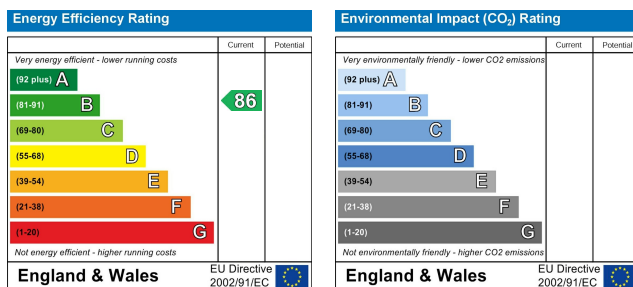 Energy Efficiency Rating
Current Potential
Very energy efficient - lower running costs
(92 plus) A
(81-91) B
86
(69-80) C
(55-68) D
(39-54) E
(21-38) F
(1-20) G
Not energy efficient - higher running costs
England & Wales
EU Directive
2002/91/EC
Environmental Impact (CO₂) Rating
Current Potential
Very environmentally friendly - lower CO2 emissions
(92 plus) A
(81-91) B
(69-80) C
(55-68) D
(39-54) E
(21-38) F
(1-20) G
Not environmentally friendly - higher CO2 emissions
England & Wales
EU Directive
2002/91/EC